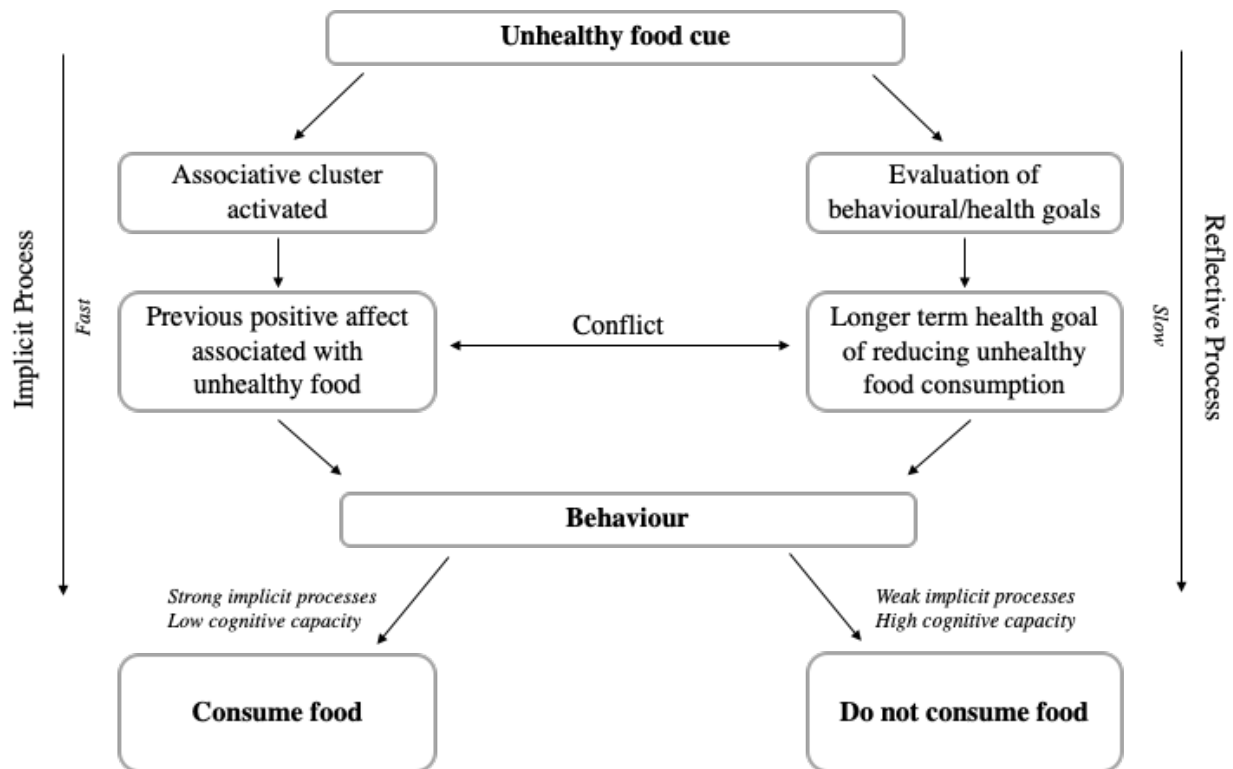 Unhealthy food cue
Implicit Process
Fast
Associative cluster
activated
Evaluation of
behavioural/health goals
Reflective Process
Slow
Previous positive affect
associated with
unhealthy food
Conflict
Longer term health goal
of reducing unhealthy
food consumption
Behaviour
Strong implicit processes
Low cognitive capacity
Weak implicit processes
High cognitive capacity
Consume food
Do not consume food